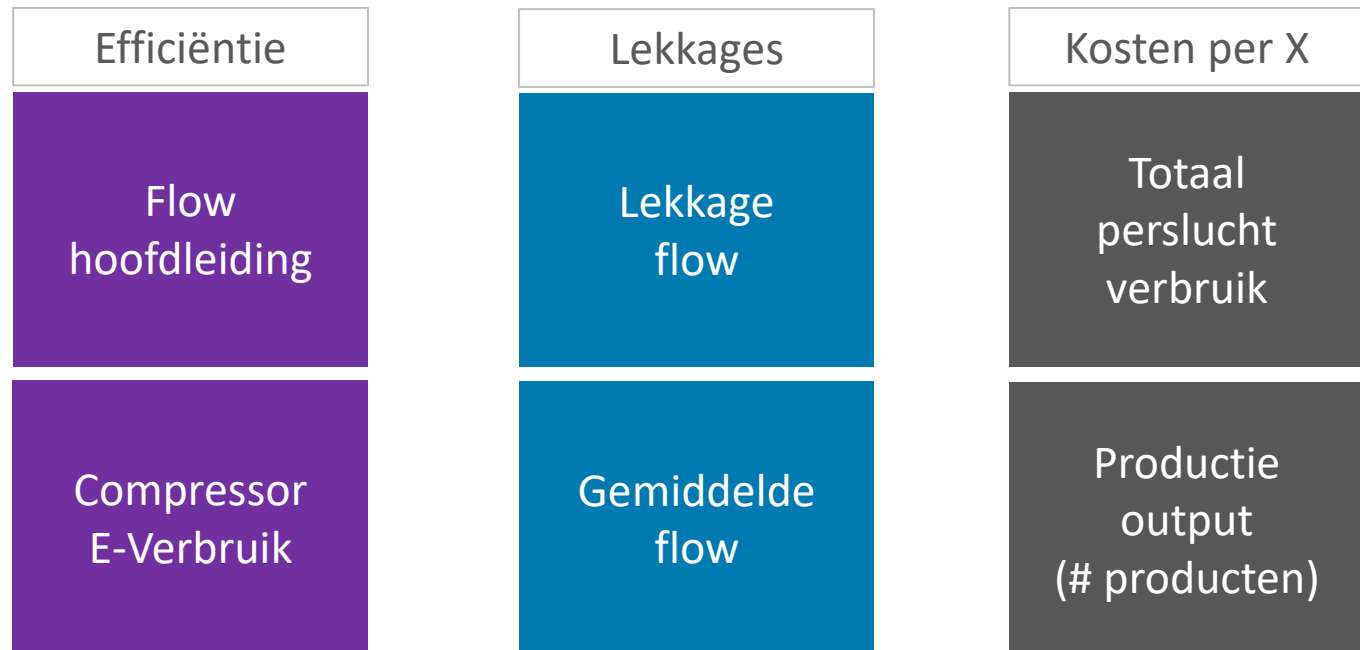 Efficiëntie
Flow
hoofdleiding
Compressor
E-Verbruik
Lekkages
Lekkage
flow
Gemiddelde
flow
Kosten per X
Totaal
perslucht
verbruik
Productie
output
(# producten)